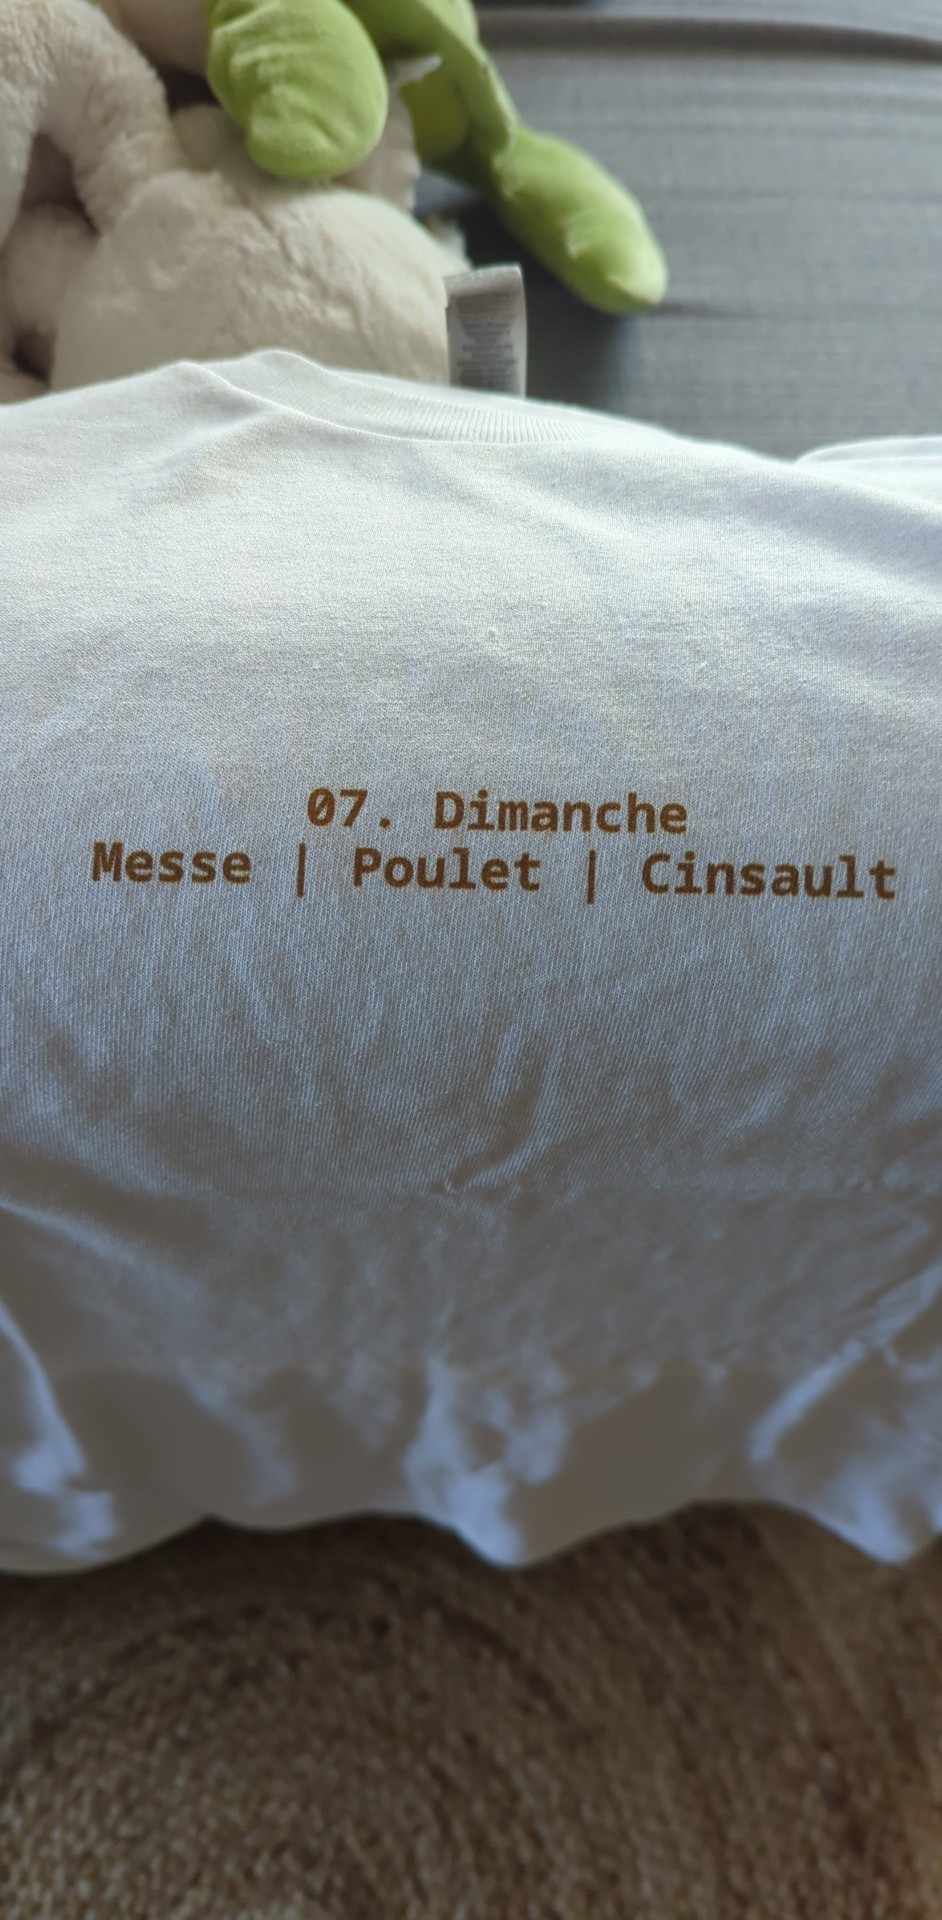 07. Dimanche
Messe | Poulet | Cinsault